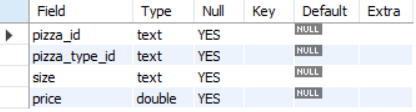 Field Type Null Key Default Extra
pizza_id text YES NULL
pizza_type_id text YES NULL
size text YES NULL
price double YES NULL